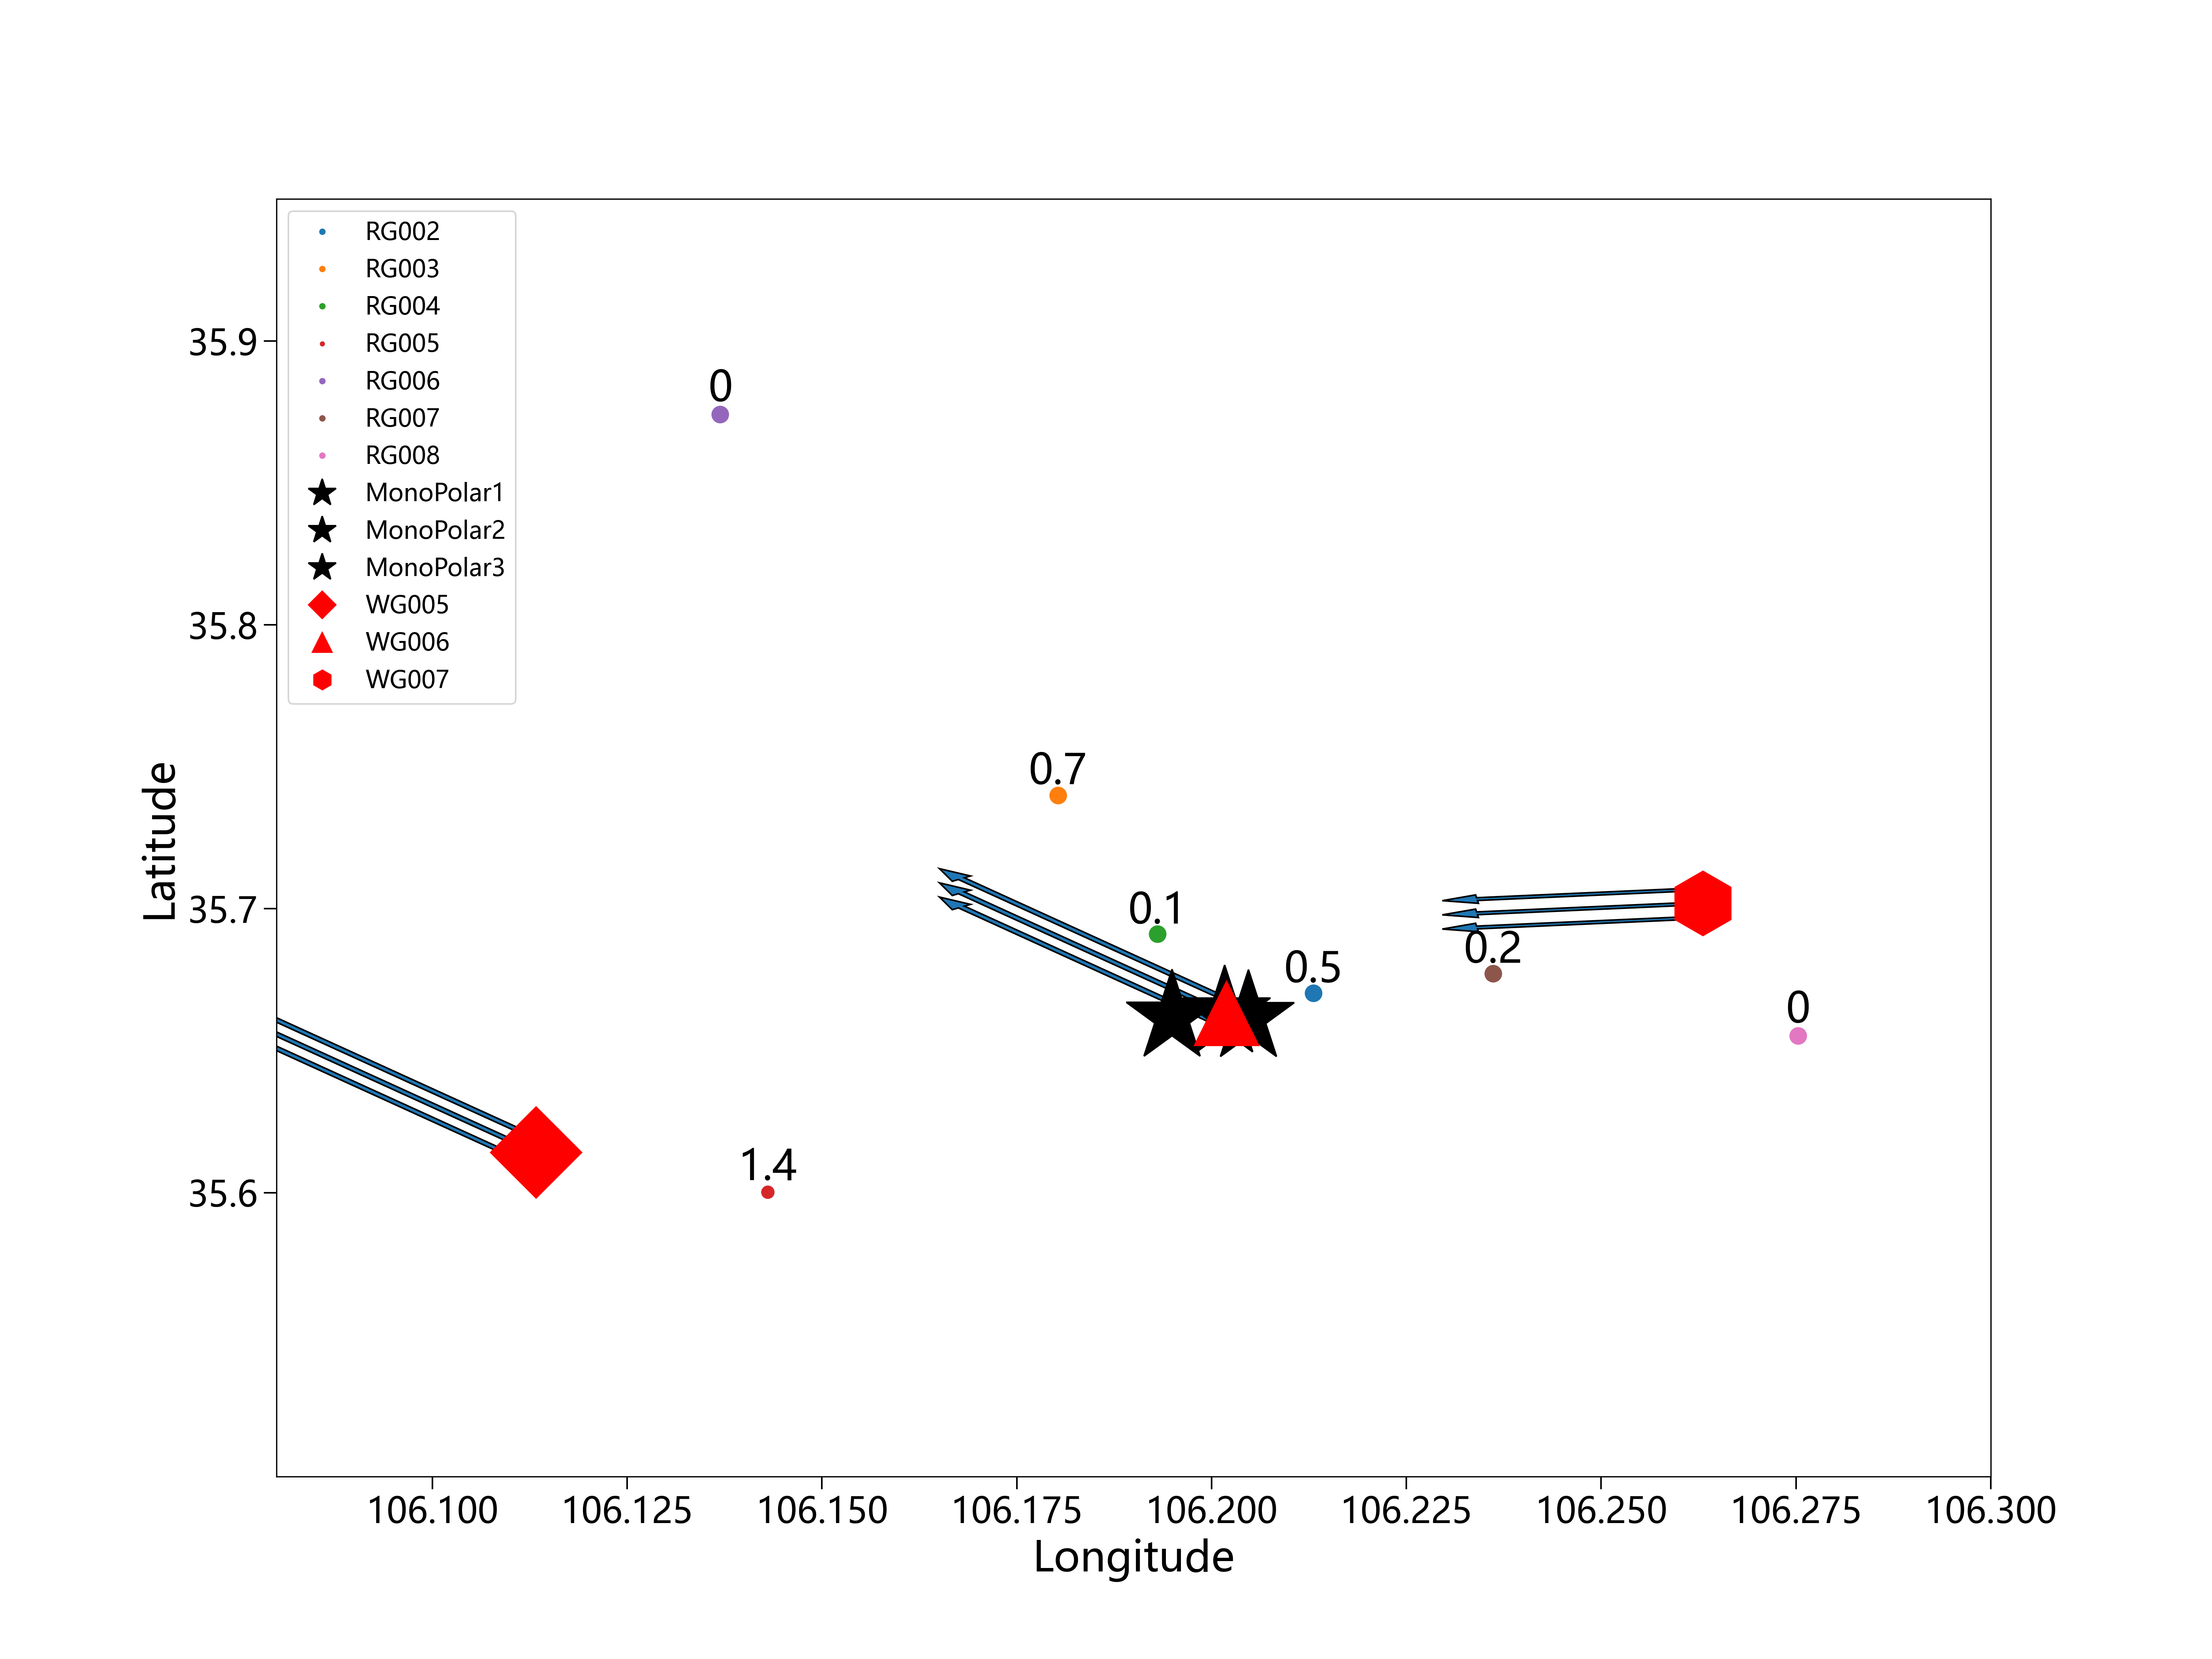 RG002
RG003
RG004
RG005
RG006
RG007
RG008
MonoPolar1
MonoPolar2
MonoPolar3
WG005
WG006
WG007
35.9
35.8
35.7
35.6
Latitude
0
0.7
0.1
0.5
0.2
0
1.4
106.100
106.125
106.150
106.175
106.200
106.225
106.250
106.275
106.300
Longitude